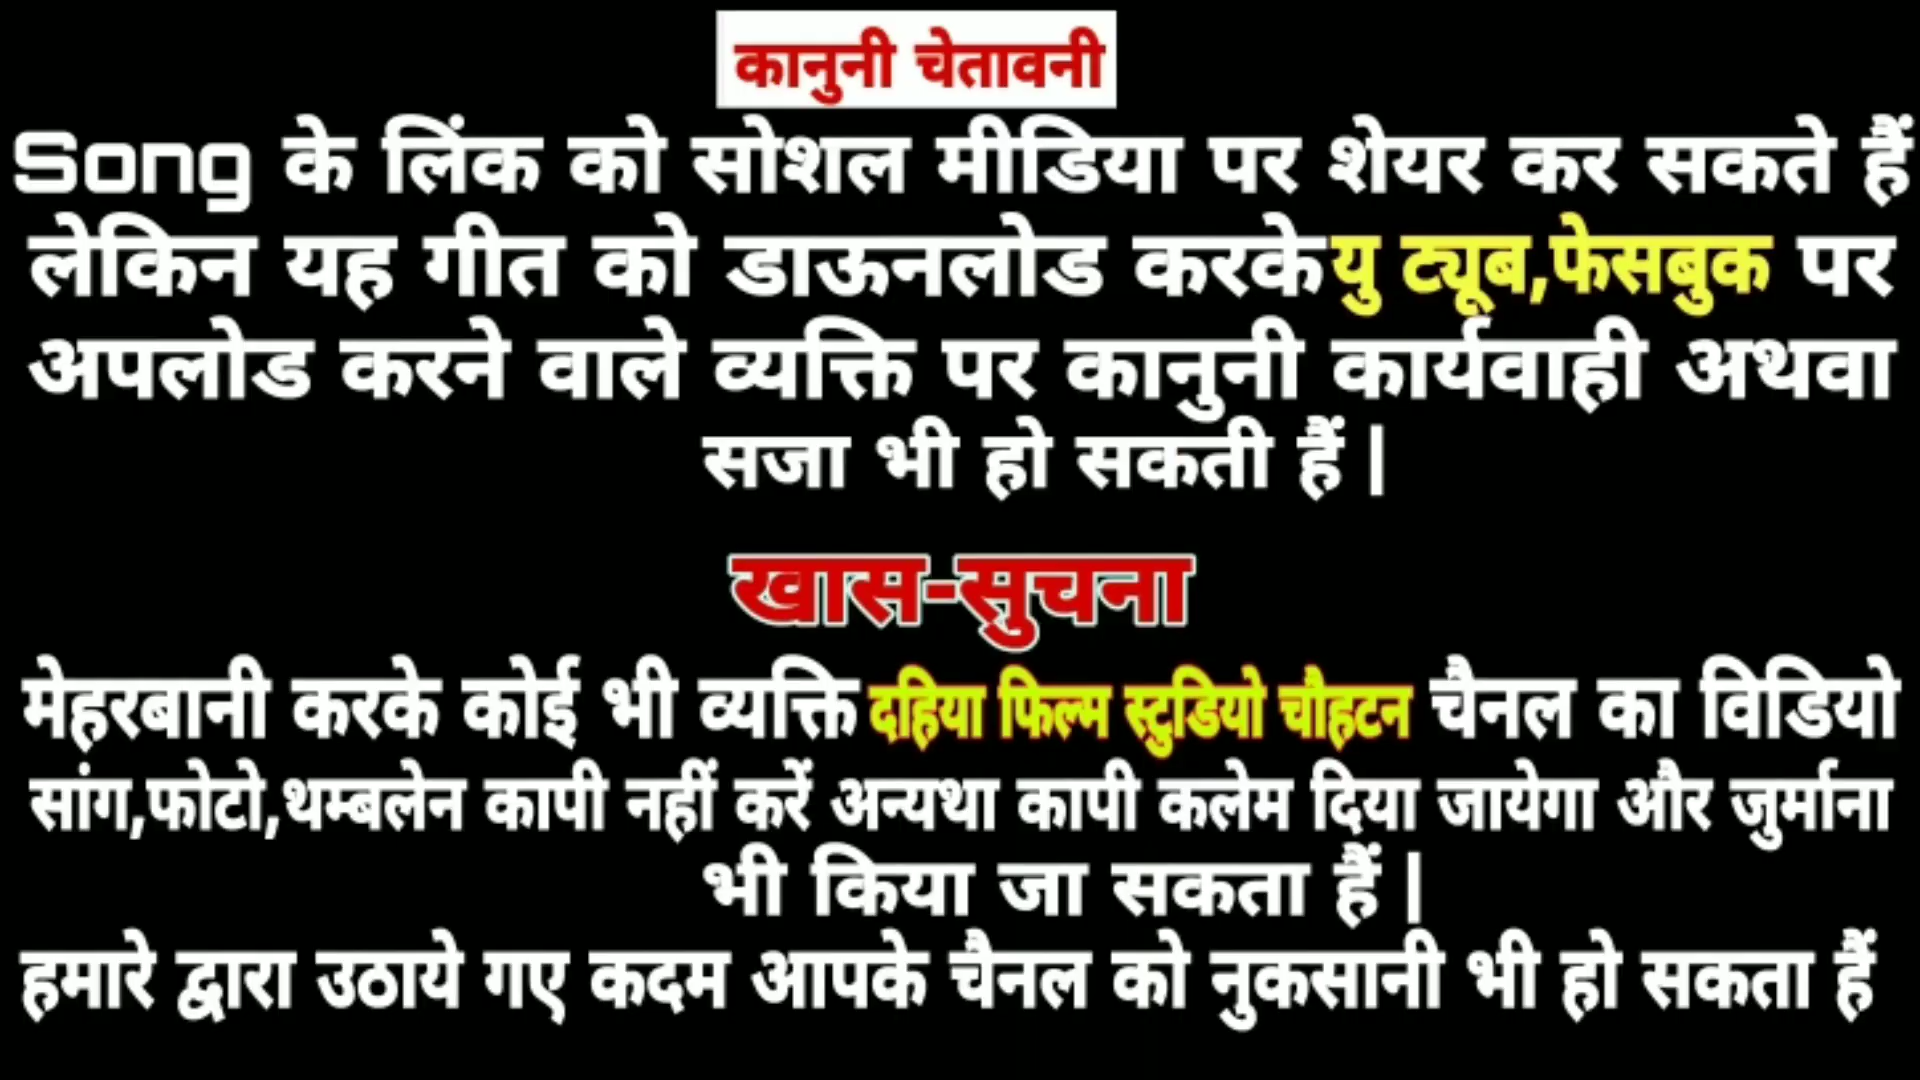 कानुनी चेतावनी
Song के लिंक को सोशल मीडिया पर शेयर कर सकते हैं
लेकिन यह गीत को डाऊनलोड करके यु ट्यूब,फेसबुक पर
अपलोड करने वाले व्यक्ति पर कानुनी कार्यवाही अथवा
सजा भी हो सकती हैं |
खास-सुचना
मेहरबानी करके कोई भी व्यक्ति दहिया फिल्म स्टुडियो चौहटन चैनल का विडियो
सांग,फोटो,थम्बलेन कापी नहीं करें अन्यथा कापी कलेम दिया जायेगा और जुर्माना
भी किया जा सकता हैं |
हमारे द्वारा उठाये गए कदम आपके चैनल को नुकसानी भी हो सकता हैं